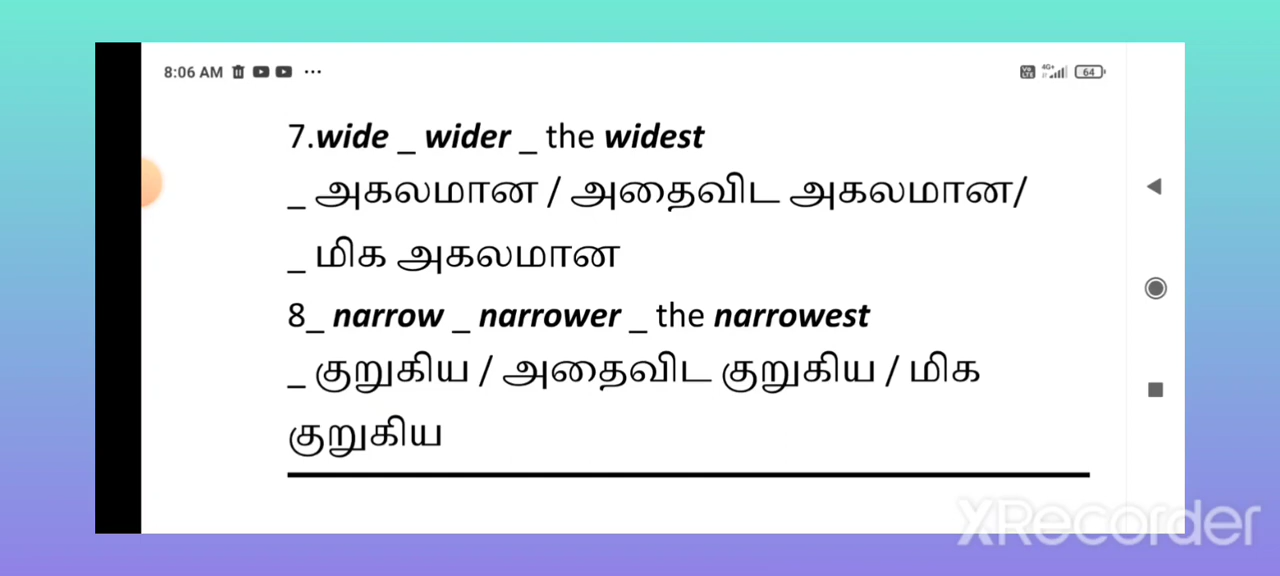 8:06 AM ... 4G+ 64
7.wide _ wider _ the widest
_ அகலமான / அதைவிட அகலமான/
_ மிக அகலமான
8_ narrow _ narrower _ the narrowest
_ குறுகிய / அதைவிட குறுகிய / மிக
குறுகிய
XRecorder